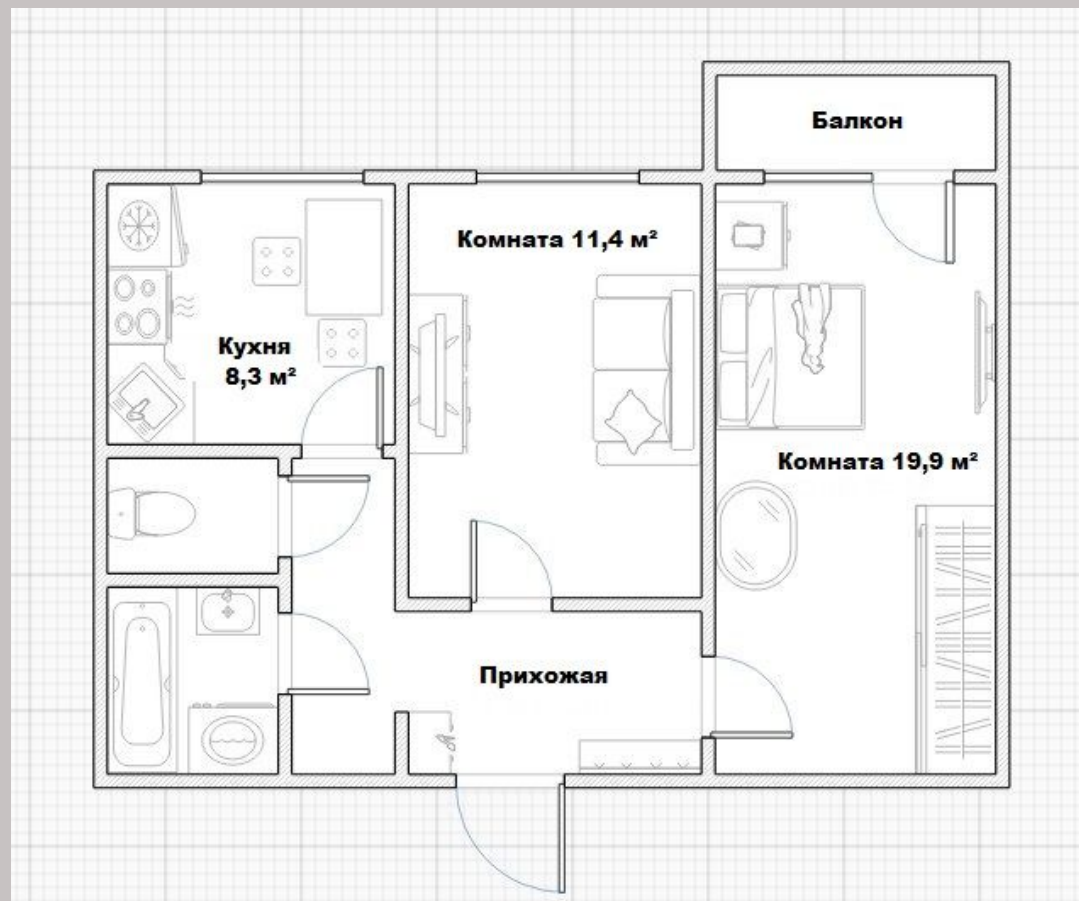 Балкон
Комната 11,4 м²
Кухня
8,3 м²
Комната 19,9 м²
Прихожая